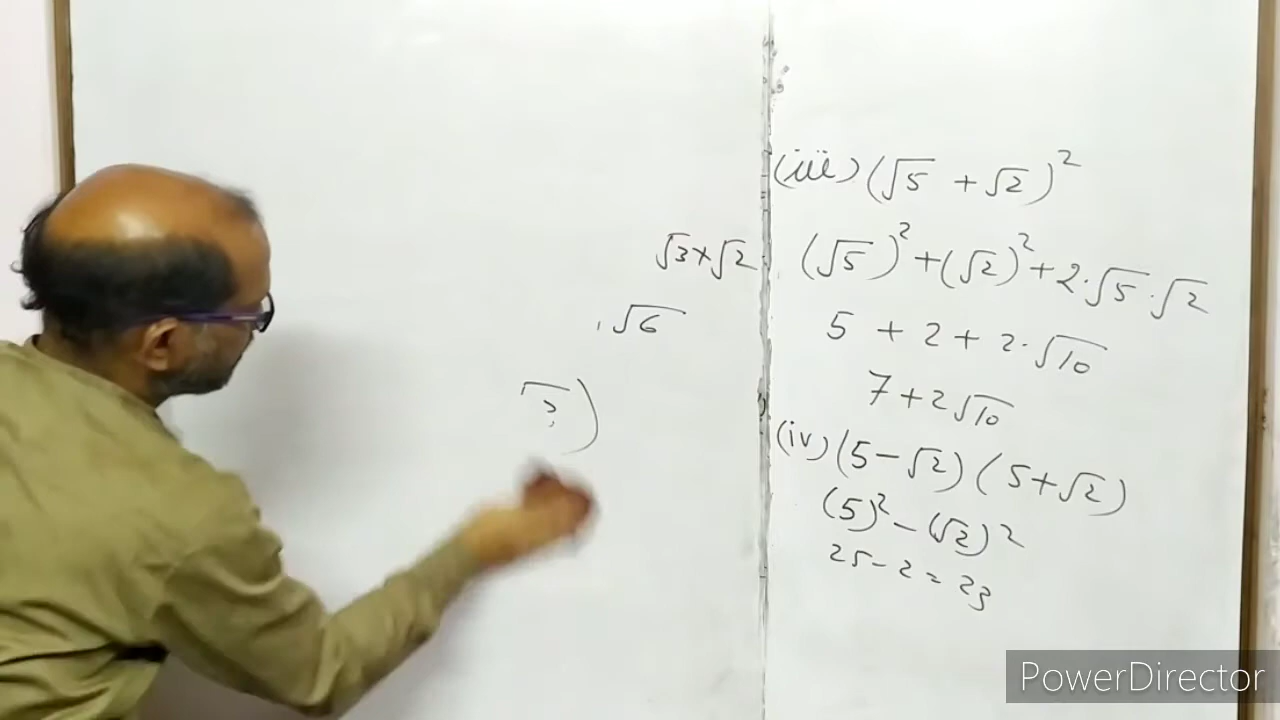 (iii) (√5 + √2)²
√3 × √2
(√5)² + (√2)² + 2·√5·√2
√6
5 + 2 + 2·√10
7 + 2√10
(iv) (5 - √2) (5 + √2)
(5)² - (√2)²
25 - 2 = 23
PowerDirector